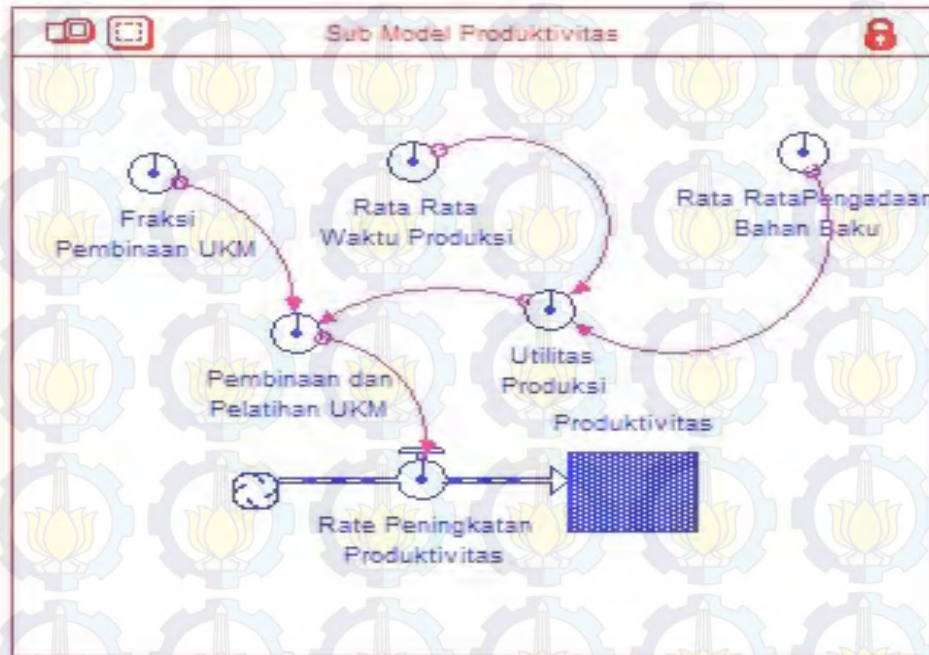 Sub Model Produktivitas
Fraksi
Pembinaan UKM
Rata Rata
Waktu Produksi
Rata RataPengadaan
Bahan Baku
Utilitas
Produksi
Pembinaan dan
Pelatihan UKM
Produktivitas
Rate Peningkatan
Produktivitas